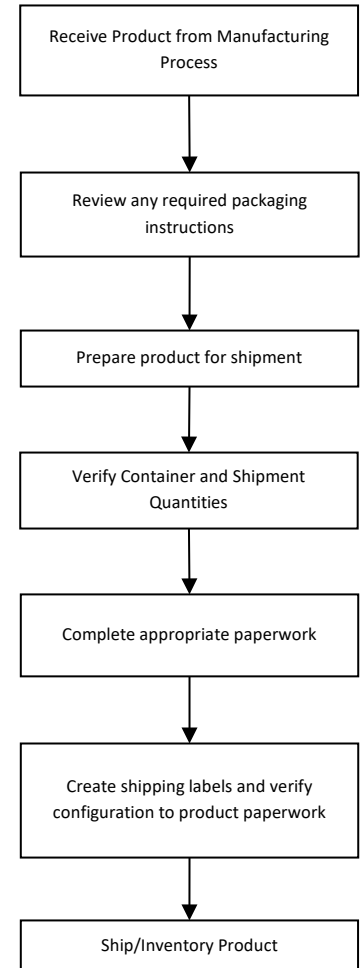 Receive Product from Manufacturing
Process
Review any required packaging
instructions
Prepare product for shipment
Verify Container and Shipment
Quantities
Complete appropriate paperwork
Create shipping labels and verify
configuration to product paperwork
Ship/Inventory Product